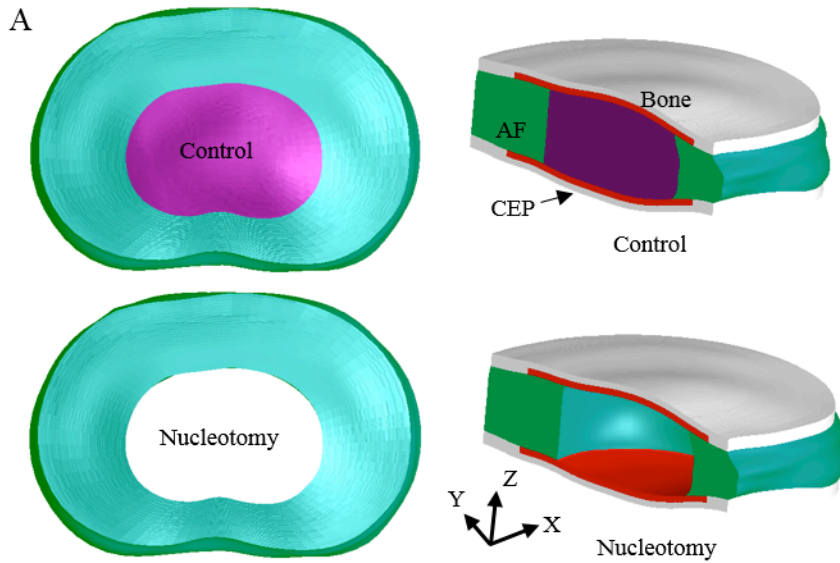 A
Control
Bone
AF
CEP
Control
Nucleotomy
Z
Y
X
Nucleotomy